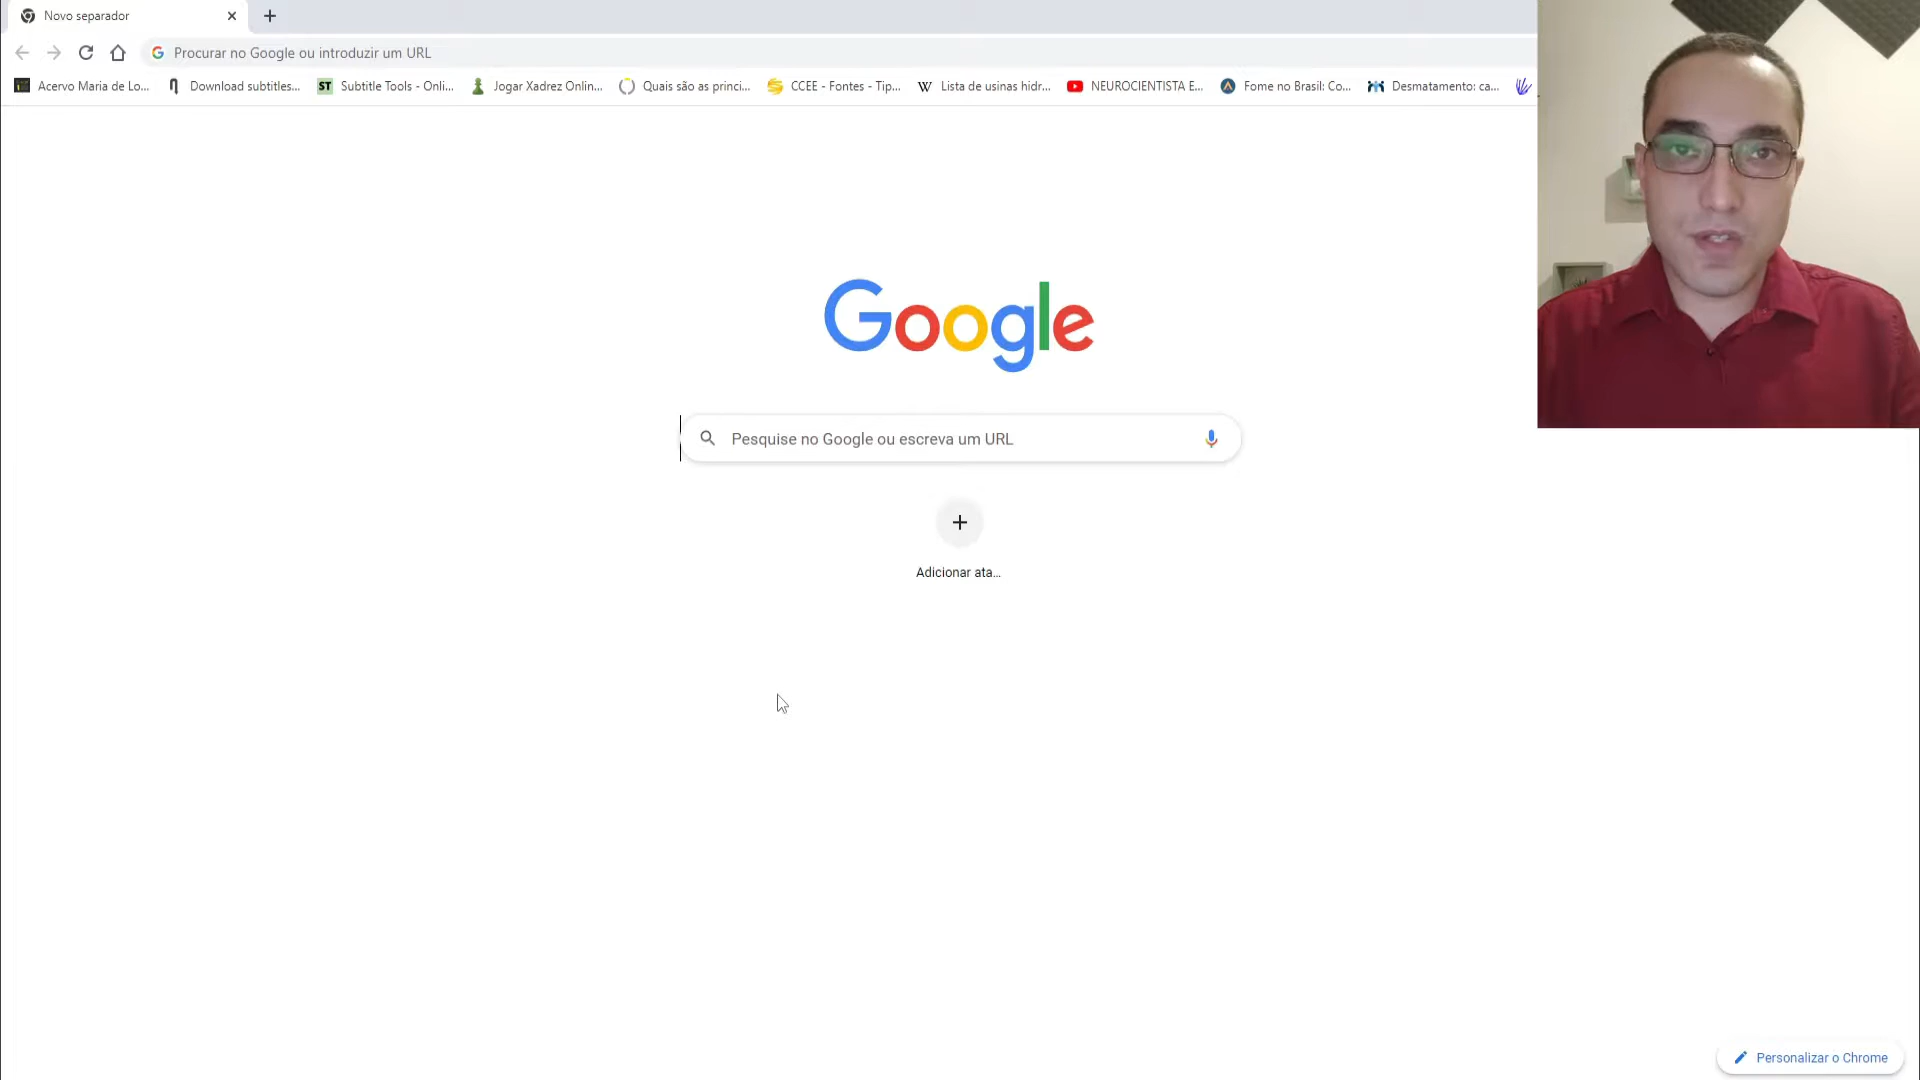 Novo separador
Procurar no Google ou introduzir um URL
Acervo Maria de Lo... Download subtitles... ST Subtitle Tools - Onli... Jogar Xadrez Onlin... Quais são as princi... CCEE - Fontes - Tip... W Lista de usinas hidr... NEUROCIENTISTA E... Fome no Brasil: Co... Desmatamento: ca...
Google
Pesquise no Google ou escreva um URL
Adicionar ata...
Personalizar o Chrome